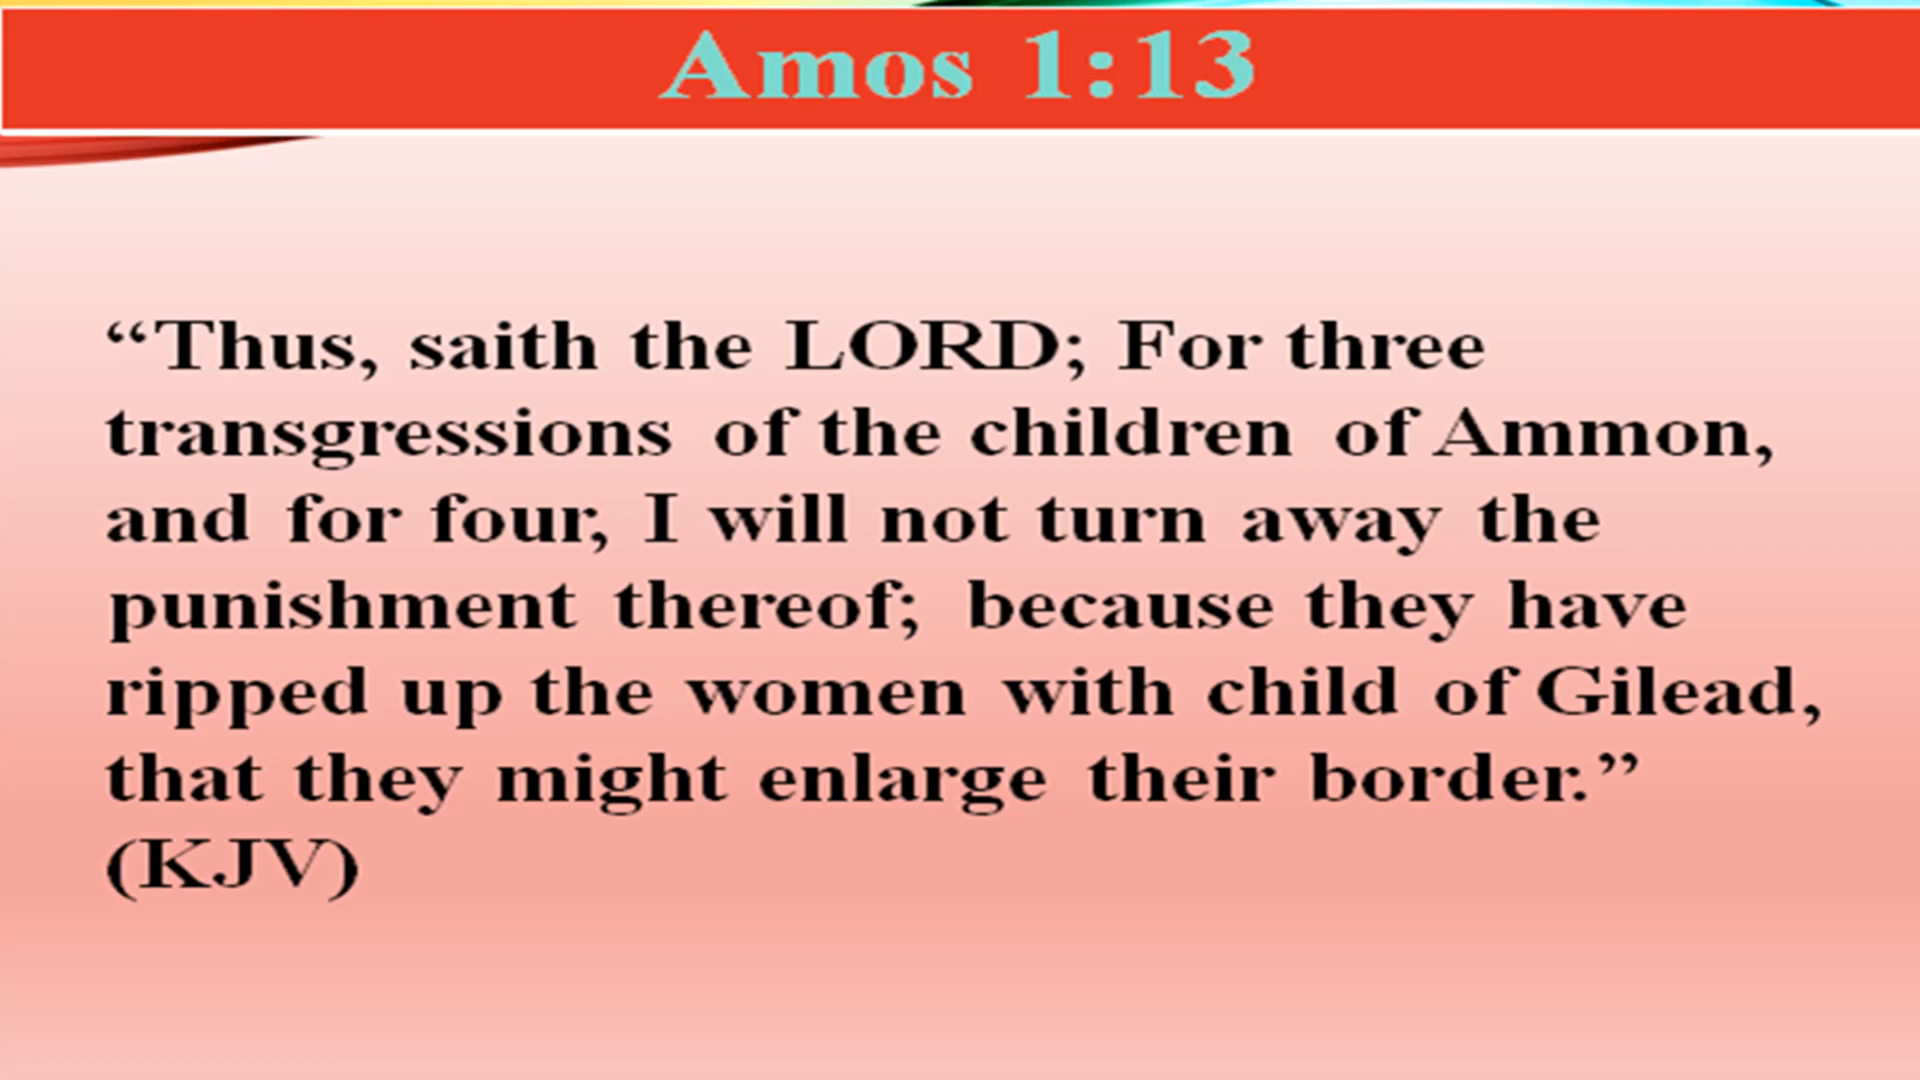 Amos 1:13
“Thus, saith the LORD; For three
transgressions of the children of Ammon,
and for four, I will not turn away the
punishment thereof; because they have
ripped up the women with child of Gilead,
that they might enlarge their border.”
(KJV)